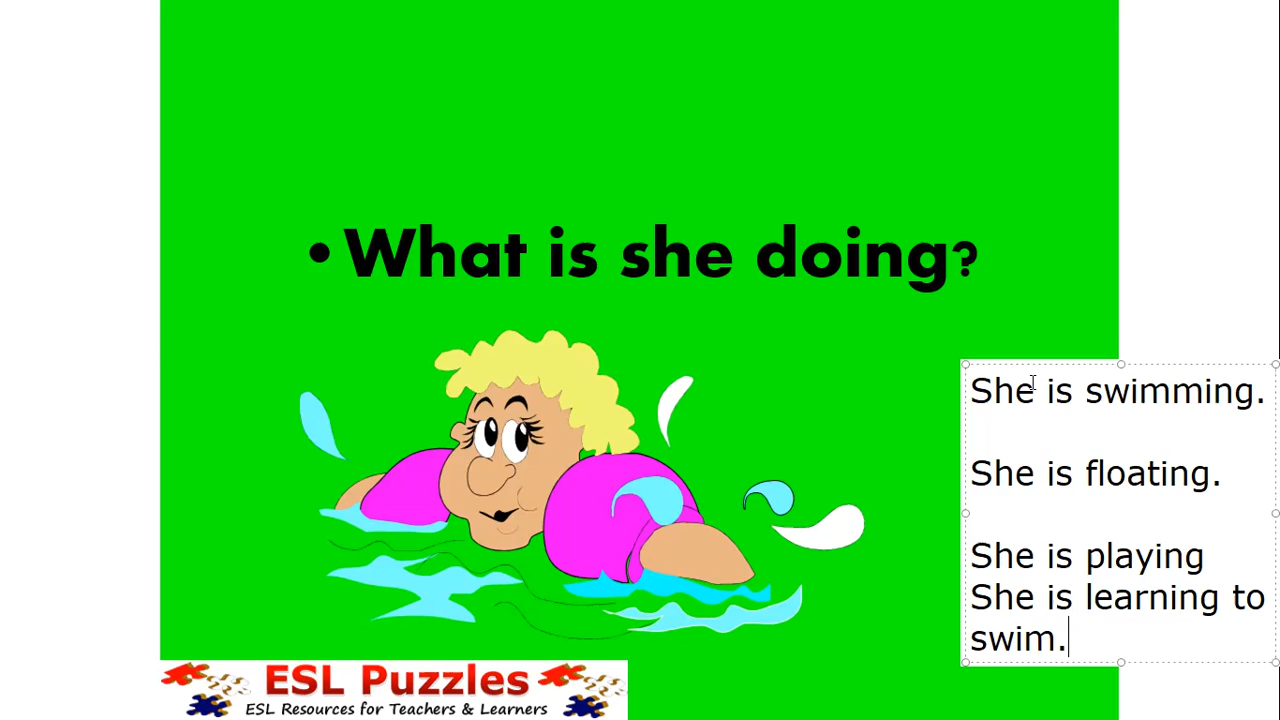 • What is she doing?
She is swimming.
She is floating.
She is playing
She is learning to
swim.
ESL Puzzles
ESL Resources for Teachers & Learners